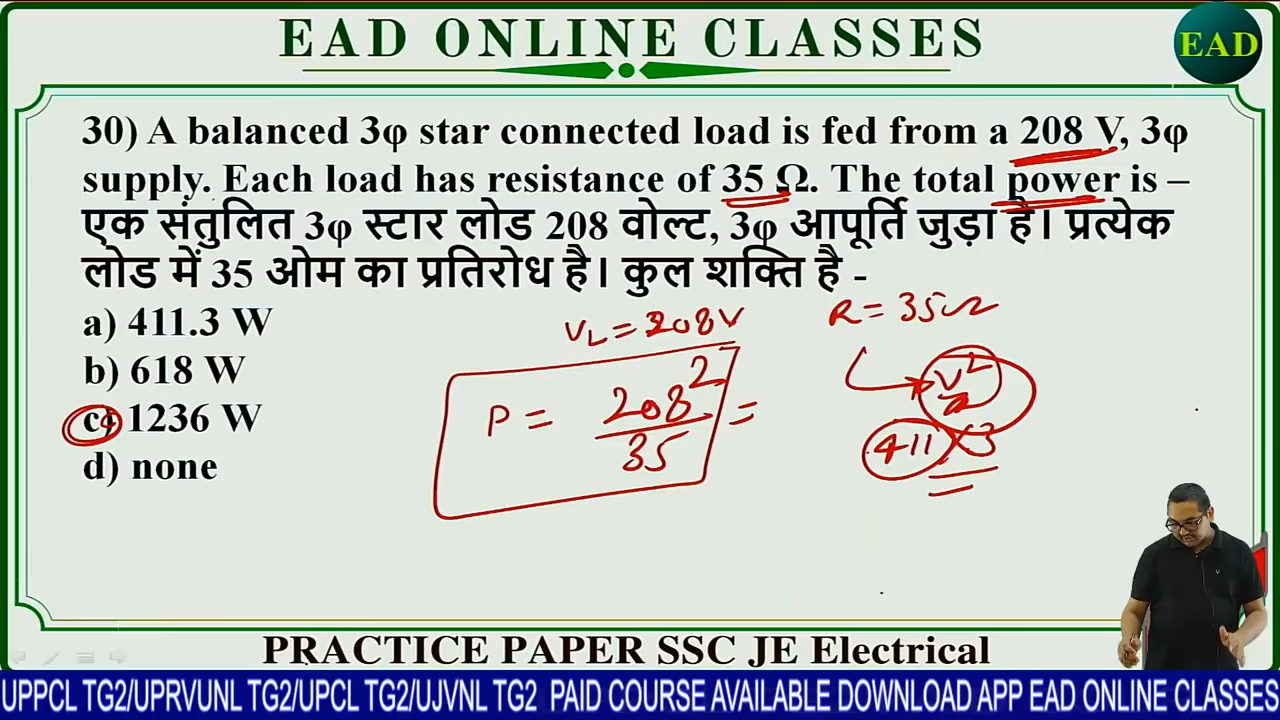 EAD ONLINE CLASSES
EAD
30) A balanced 3φ star connected load is fed from a 208 V, 3φ
supply. Each load has resistance of 35 Ω. The total power is –
एक संतुलित 3φ स्टार लोड 208 वोल्ट, 3φ आपूर्ति जुड़ा है। प्रत्येक
लोड में 35 ओम का प्रतिरोध है। कुल शक्ति है -
a) 411.3 W
b) 618 W
c) 1236 W
d) none
V_L = 208V
R = 35Ω
P = 208²/35 =
411 × 3
PRACTICE PAPER SSC JE Electrical
UPPCL TG2/UPRVUNL TG2/UPCL TG2/UJVNL TG2 PAID COURSE AVAILABLE DOWNLOAD APP EAD ONLINE CLASSES